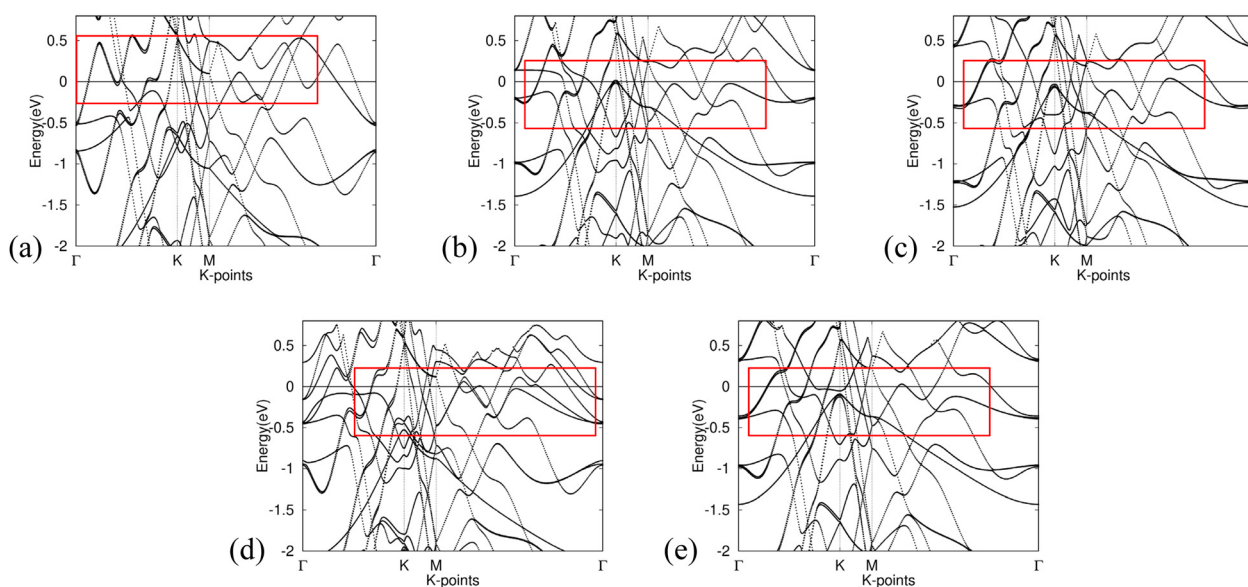 0.5
0
-0.5
-1
-1.5
-2
Energy(eV)
Γ K M Γ
K-points
(a)
0.5
0
-0.5
-1
-1.5
-2
Energy(eV)
Γ K M Γ
K-points
(b)
0.5
0
-0.5
-1
-1.5
-2
Energy(eV)
Γ K M Γ
K-points
(c)
0.5
0
-0.5
-1
-1.5
-2
Energy(eV)
Γ K M Γ
K-points
(d)
0.5
0
-0.5
-1
-1.5
-2
Energy(eV)
Γ K M Γ
K-points
(e)